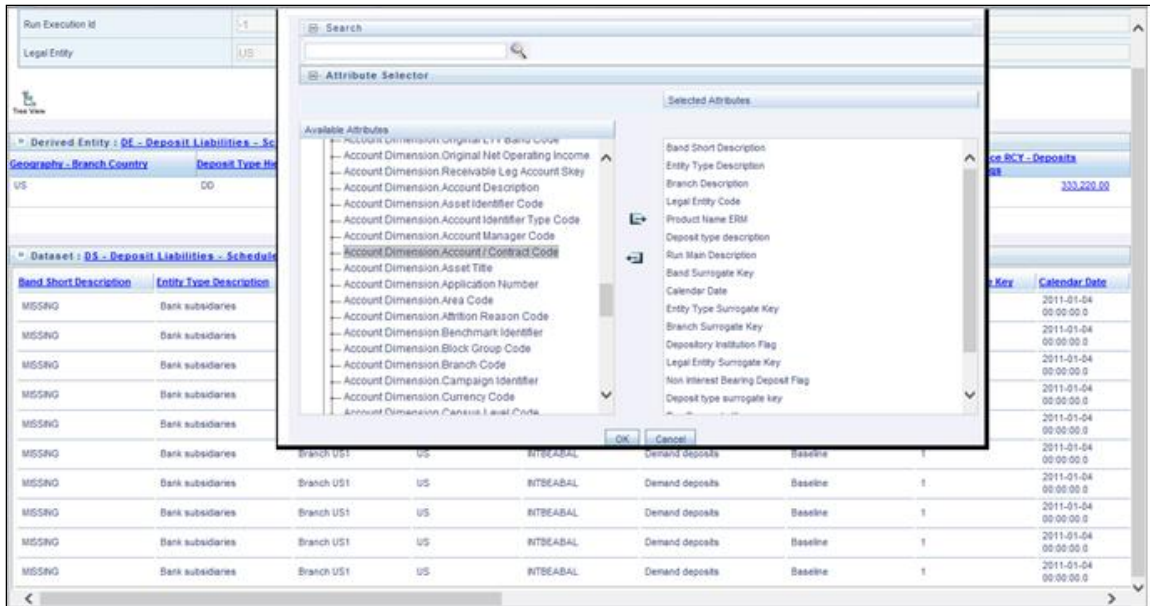 Run Execution Id
-1
Legal Entity
US
Tree View
Search
Attribute Selector
Selected Attributes
Available Attributes
Account Dimension.Original LTV Band Code
Account Dimension.Original Net Operating Income
Account Dimension.Receivable Leg Account Skey
Account Dimension.Account Description
Account Dimension.Asset Identifier Code
Account Dimension.Account Identifier Type Code
Account Dimension.Account Manager Code
Account Dimension.Account / Contract Code
Account Dimension.Asset Title
Account Dimension.Application Number
Account Dimension.Area Code
Account Dimension.Attrition Reason Code
Account Dimension.Benchmark Identifier
Account Dimension.Block Group Code
Account Dimension.Branch Code
Account Dimension.Campaign Identifier
Account Dimension.Currency Code
Account Dimension.Census Level Code
Band Short Description
Entity Type Description
Branch Description
Legal Entity Code
Product Name ERM
Deposit type description
Run Main Description
Band Surrogate Key
Calendar Date
Entity Type Surrogate Key
Branch Surrogate Key
Depository Institution Flag
Legal Entity Surrogate Key
Non Interest Bearing Deposit Flag
Deposit type surrogate key
OK Cancel
Derived Entity : DE - Deposit Liabilities - Sc
Geography - Branch Country Deposit Type Hie ce RCY - Deposits
US DD 333,220.00
Dataset : DS - Deposit Liabilities - Schedule
Band Short Description Entity Type Description Key Calendar Date
MISSING Bank subsidiaries 2011-01-04
00:00:00.0
MISSING Bank subsidiaries 2011-01-04
00:00:00.0
MISSING Bank subsidiaries 2011-01-04
00:00:00.0
MISSING Bank subsidiaries 2011-01-04
00:00:00.0
MISSING Bank subsidiaries 2011-01-04
00:00:00.0
MISSING Bank subsidiaries Branch US1 US INTBEABAL Demand deposits Baseline 1 2011-01-04
00:00:00.0
MISSING Bank subsidiaries Branch US1 US INTBEABAL Demand deposits Baseline 1 2011-01-04
00:00:00.0
MISSING Bank subsidiaries Branch US1 US INTBEABAL Demand deposits Baseline 1 2011-01-04
00:00:00.0
MISSING Bank subsidiaries Branch US1 US INTBEABAL Demand deposits Baseline 1 2011-01-04
00:00:00.0
MISSING Bank subsidiaries Branch US1 US INTBEABAL Demand deposits Baseline 1 2011-01-04
00:00:00.0